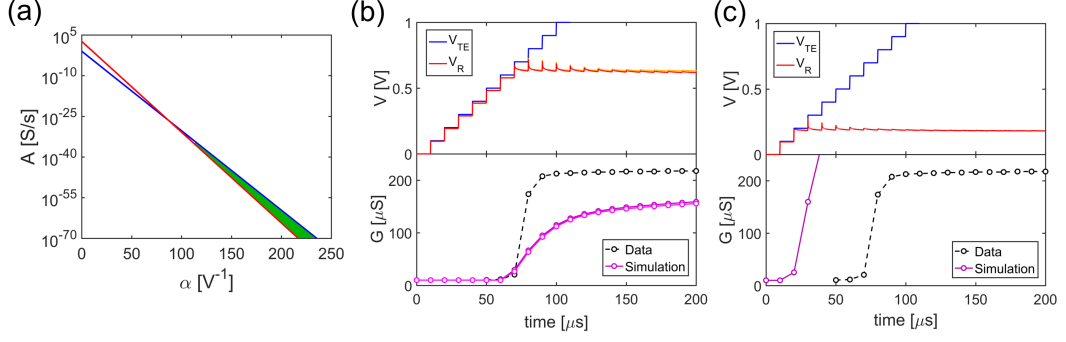 (a)
10^5
10^-10
10^-25
10^-40
10^-55
10^-70
A [S/s]
0 50 100 150 200 250
α [V^-1]
(b)
1
0.5
0
V [V]
V_TE
V_R
200
100
0
G [μS]
Data
Simulation
0 50 100 150 200
time [μs]
(c)
1
0.5
0
V [V]
V_TE
V_R
200
100
0
G [μS]
Data
Simulation
0 50 100 150 200
time [μs]